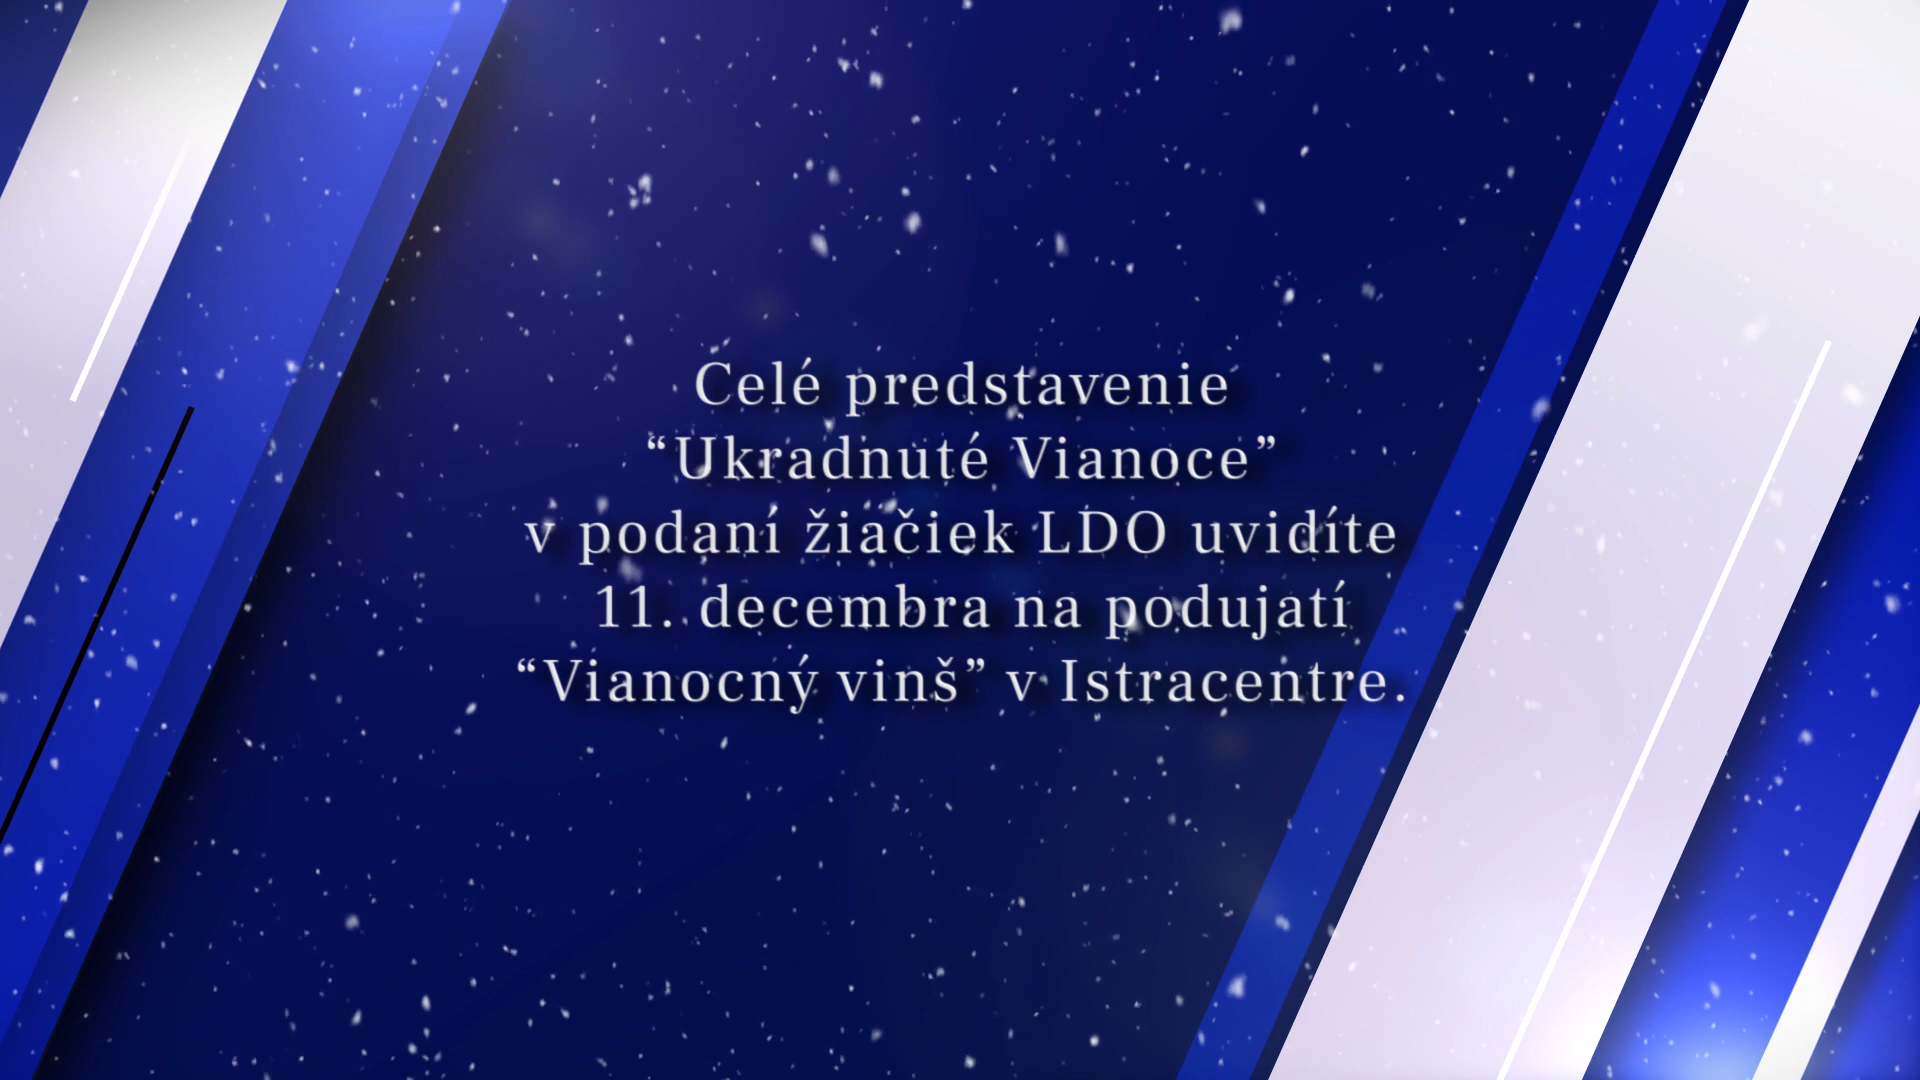 Celé predstavenie
“Ukradnuté Vianoce”
v podaní žiačiek LDO uvidíte
11. decembra na podujatí
“Vianocný vinš” v Istracentre.